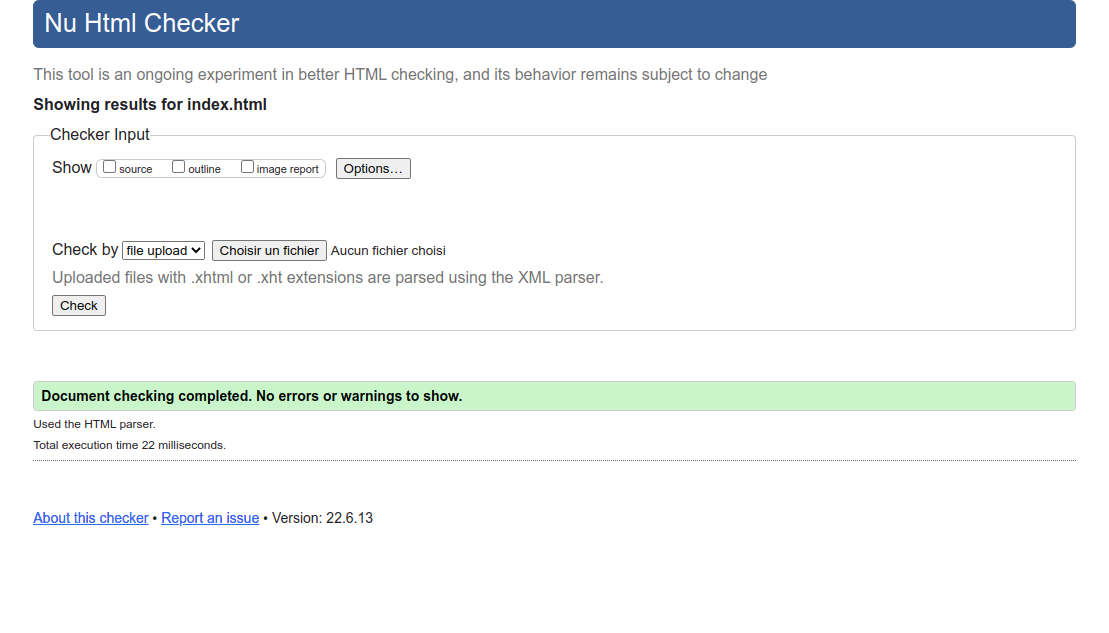 Nu Html Checker
This tool is an ongoing experiment in better HTML checking, and its behavior remains subject to change
Showing results for index.html
Checker Input
Show source outline image report Options…
Check by file upload Choisir un fichier Aucun fichier choisi
Uploaded files with .xhtml or .xht extensions are parsed using the XML parser.
Check
Document checking completed. No errors or warnings to show.
Used the HTML parser.
Total execution time 22 milliseconds.
About this checker • Report an issue • Version: 22.6.13